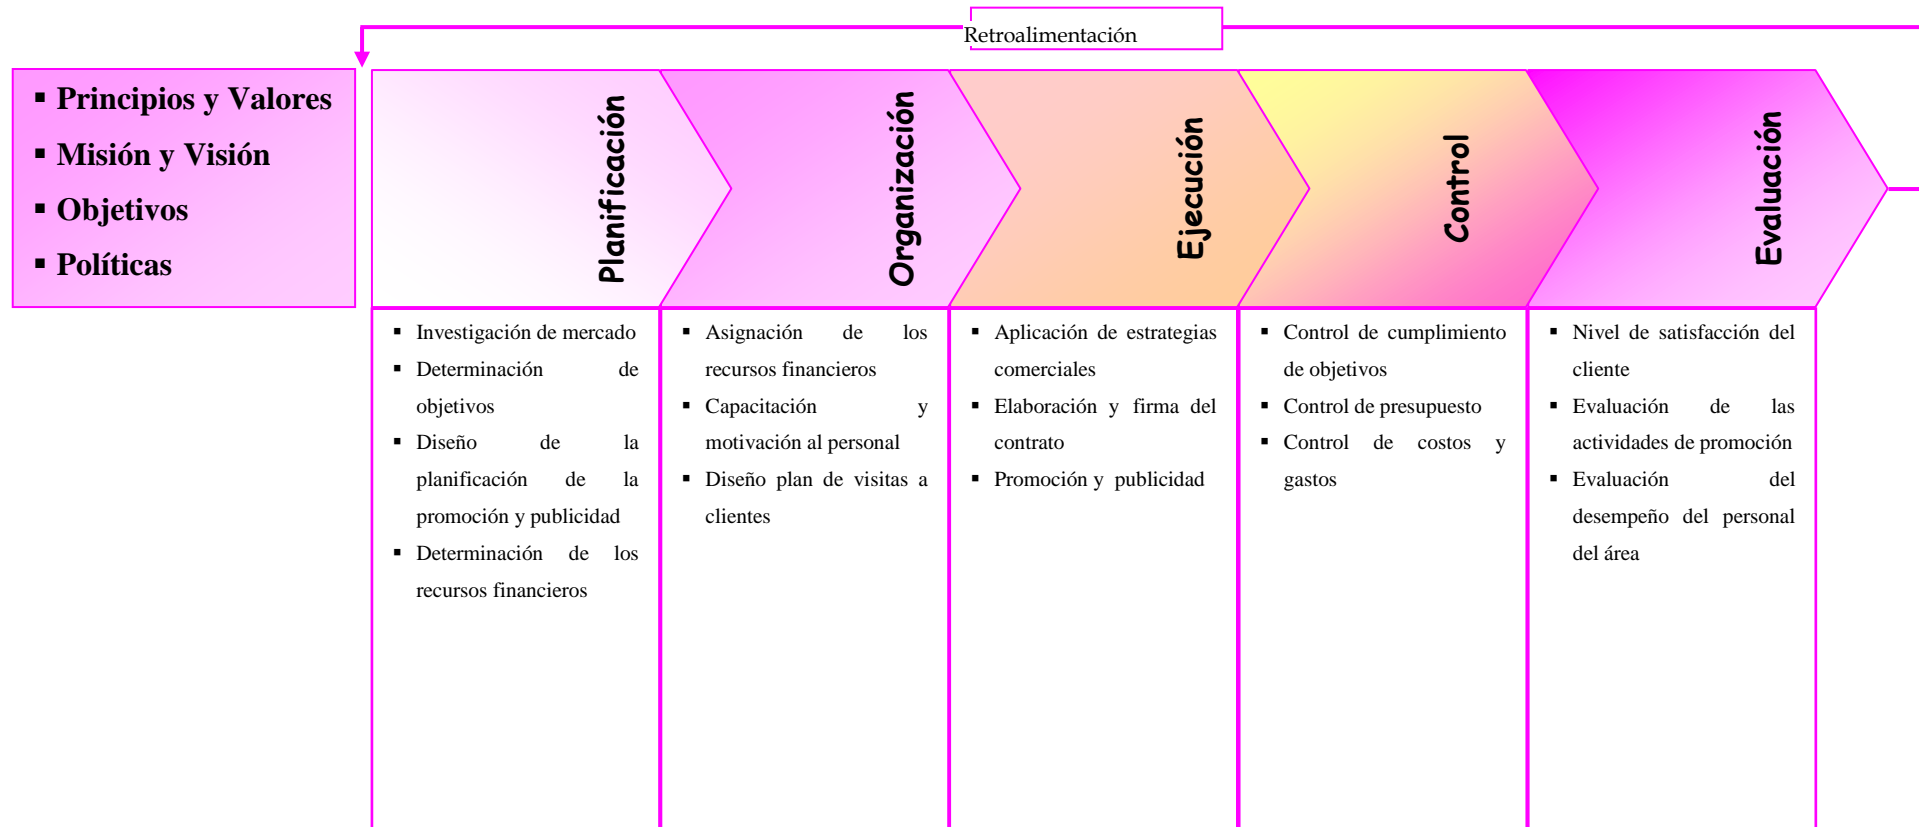 Retroalimentación
▪ Principios y Valores
▪ Misión y Visión
▪ Objetivos
▪ Políticas
Planificación
Organización
Ejecución
Control
Evaluación
▪ Investigación de mercado
▪ Determinación de
objetivos
▪ Diseño de la
planificación de la
promoción y publicidad
▪ Determinación de los
recursos financieros
▪ Asignación de los
recursos financieros
▪ Capacitación y
motivación al personal
▪ Diseño plan de visitas a
clientes
▪ Aplicación de estrategias
comerciales
▪ Elaboración y firma del
contrato
▪ Promoción y publicidad
▪ Control de cumplimiento
de objetivos
▪ Control de presupuesto
▪ Control de costos y
gastos
▪ Nivel de satisfacción del
cliente
▪ Evaluación de las
actividades de promoción
▪ Evaluación del
desempeño del personal
del área